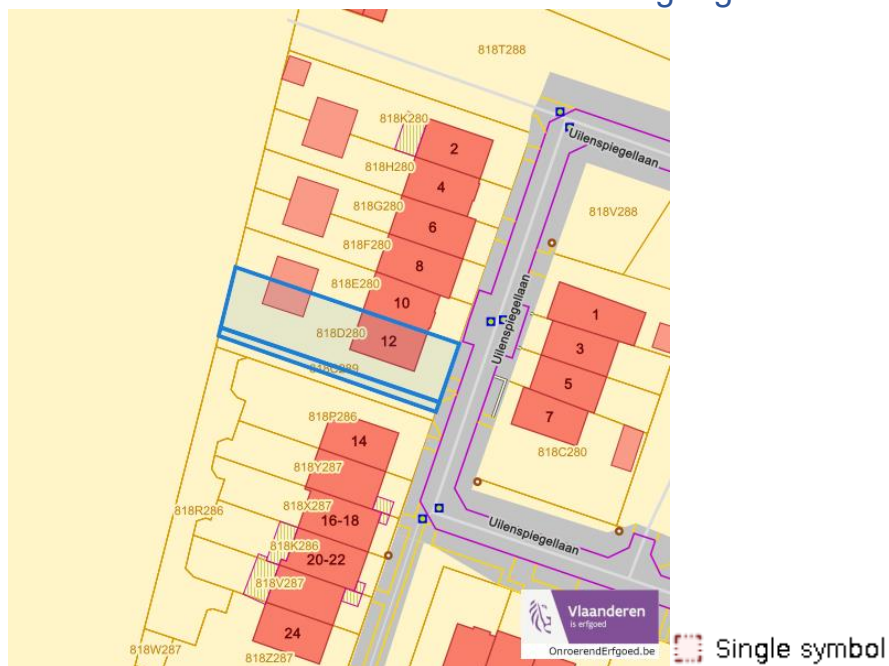 818T288
818K280
2
Uilenspiegellaan
818H280
4
818G280
6
818V288
818F280
8
818E280
10
Uilenspiegellaan
1
818D280
12
3
5
7
818P286
14
818C280
818Y287
818R286
818X287
16-18
Uilenspiegellaan
818K286
20-22
818V287
Vlaanderen
is erfgoed
24
OnroerendErfgoed.be
Single symbol
818W287
818Z287